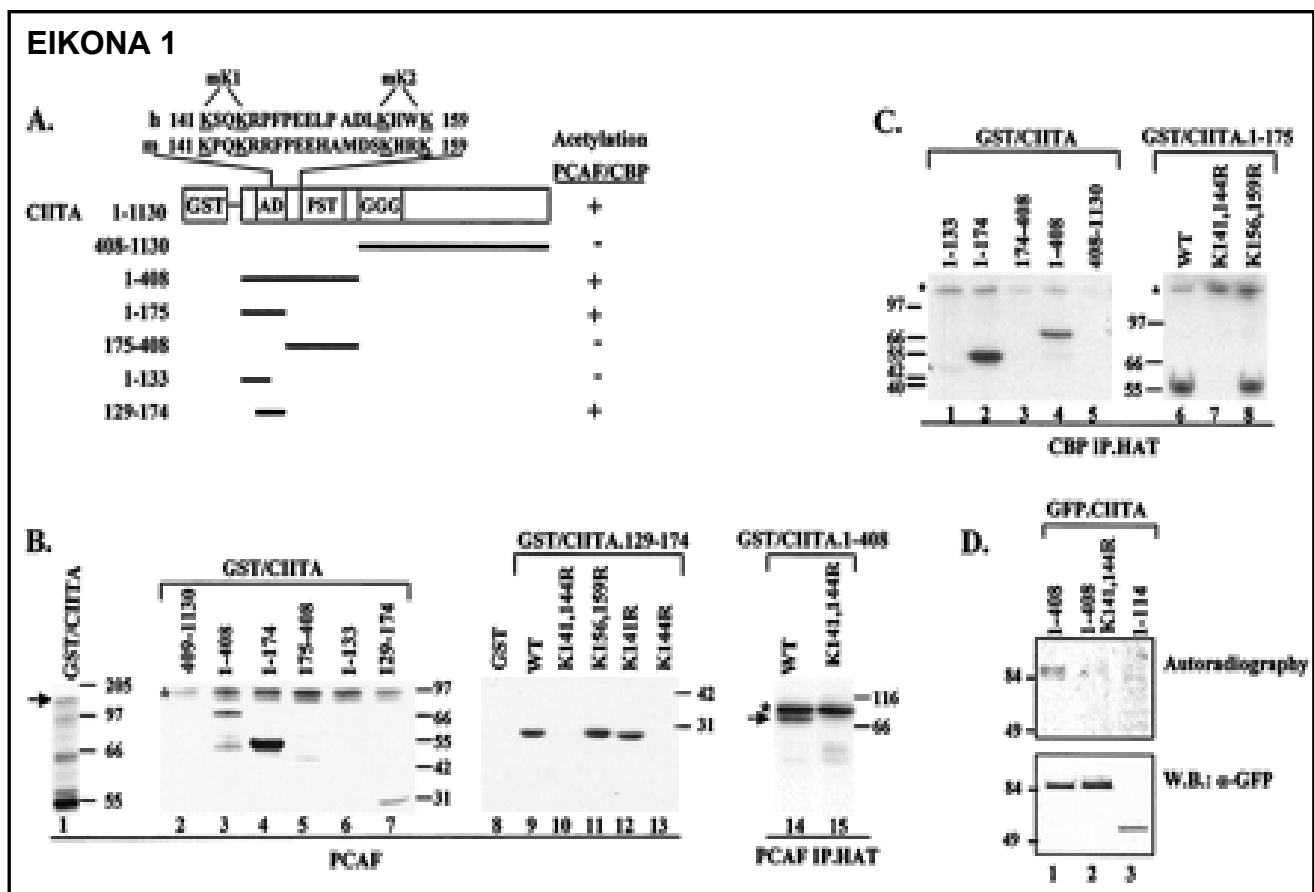 EIKONA 1
A.
mK1 mK2
h 141 KSQKRPFPEELPADLKHWK 159
m 141 KPQKRRFPEEHAMDSKHRK 159
Acetylation
PCAF/CBP
CIITA 1-1130 GST AD PST GGG +
408-1130 -
1-408 +
1-175 +
175-408 -
1-133 -
129-174 +
C.
GST/CIITA GST/CIITA.1-175
1-133 1-174 174-408 1-408 408-1130 WT K141,144R K156,159R
97 97
66 66
55
1 2 3 4 5 6 7 8
CBP IP.HAT
B.
GST/CIITA
205
97
66
55
1
GST/CIITA
409-1130 1-408 1-174 175-408 1-133 129-174
97
66
55
42
31
2 3 4 5 6 7
GST/CIITA.129-174
GST WT K141,144R K156,159R K141R K144R
42
31
8 9 10 11 12 13
PCAF
GST/CIITA.1-408
WT K141,144R
116
66
14 15
PCAF IP.HAT
D.
GFP.CIITA
1-408 1-408 K141,144R 1-114
84
49
Autoradiography
84
49
W.B.: α-GFP
1 2 3